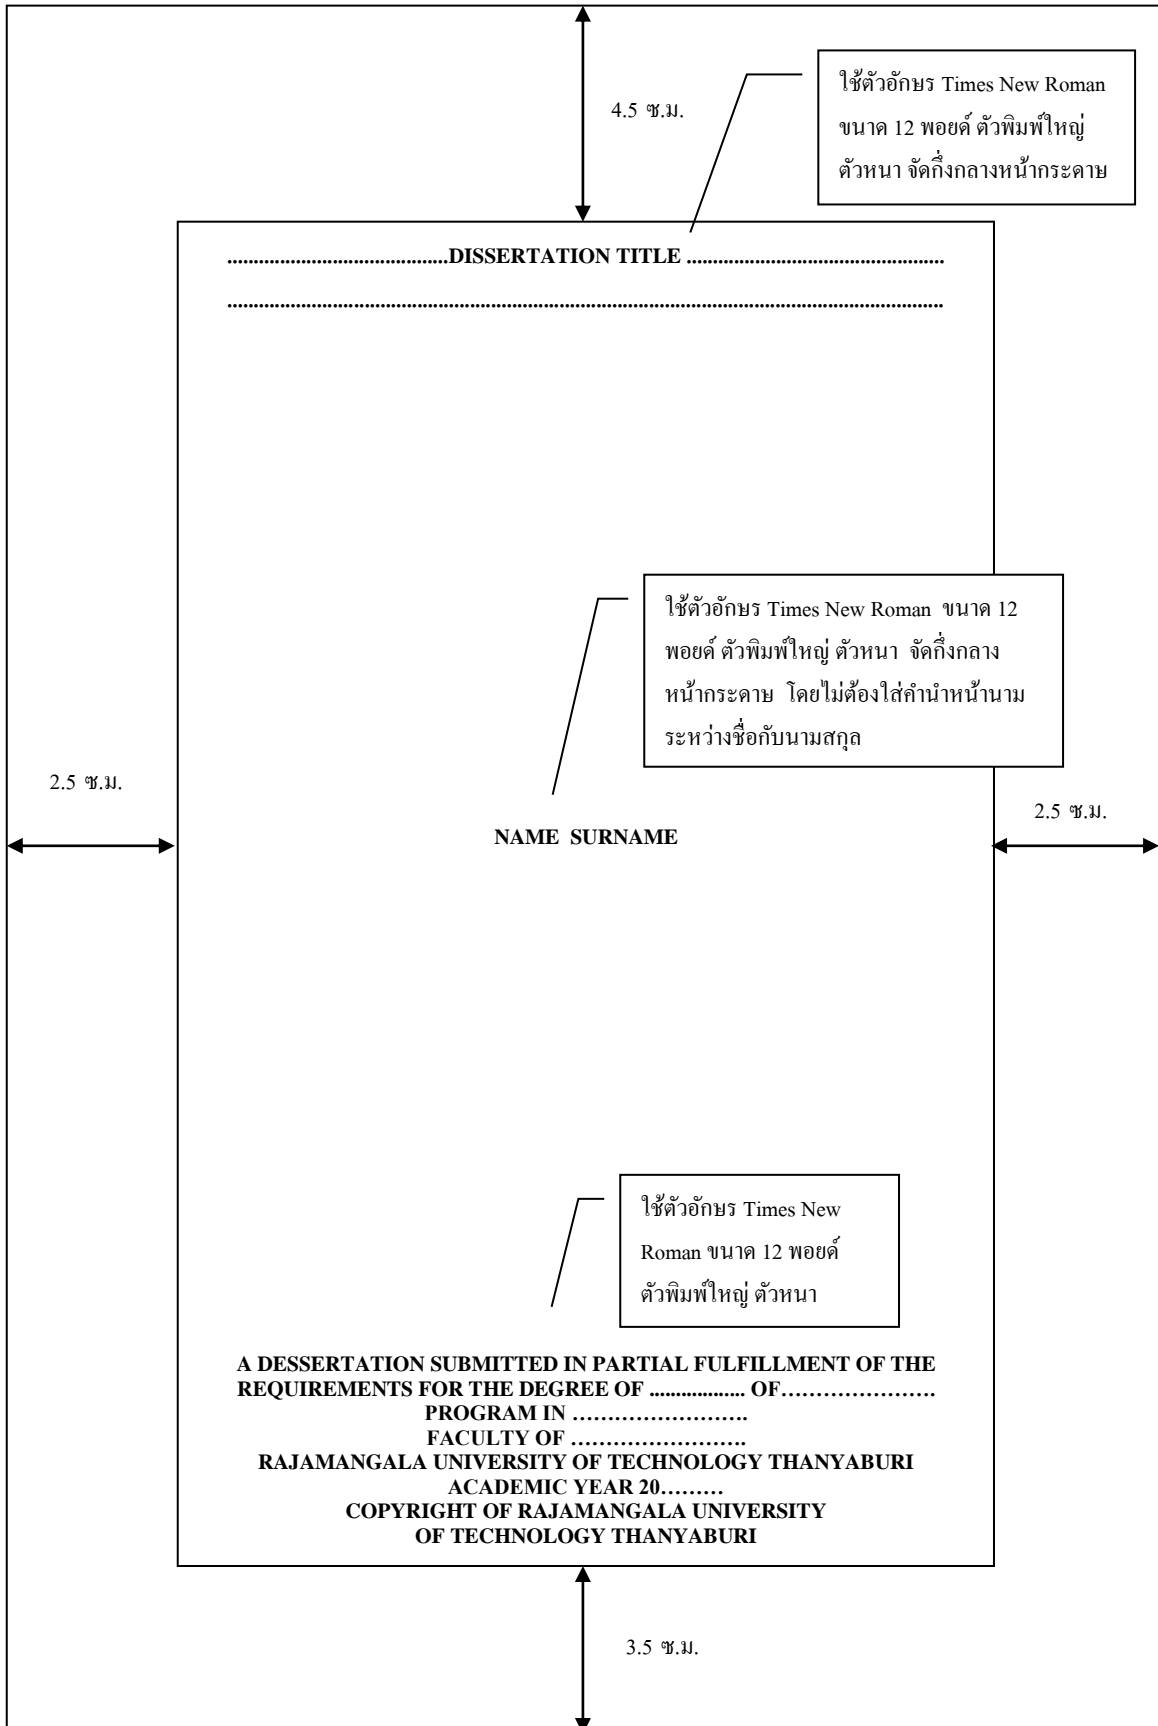 4.5 ซ.ม.
ใช้ตัวอักษร Times New Roman
ขนาด 12 พอยต์ ตัวพิมพ์ใหญ่
ตัวหนา จัดกึ่งกลางหน้ากระดาษ
..........................................DISSERTATION TITLE .................................................
........................................................................................................................................
ใช้ตัวอักษร Times New Roman ขนาด 12
พอยต์ ตัวพิมพ์ใหญ่ ตัวหนา จัดกึ่งกลาง
หน้ากระดาษ โดยไม่ต้องใส่คำนำหน้านาม
ระหว่างชื่อกับนามสกุล
2.5 ซ.ม.
2.5 ซ.ม.
NAME SURNAME
ใช้ตัวอักษร Times New
Roman ขนาด 12 พอยต์
ตัวพิมพ์ใหญ่ ตัวหนา
A DESSERTATION SUBMITTED IN PARTIAL FULFILLMENT OF THE
REQUIREMENTS FOR THE DEGREE OF .................. OF......................
PROGRAM IN .........................
FACULTY OF .........................
RAJAMANGALA UNIVERSITY OF TECHNOLOGY THANYABURI
ACADEMIC YEAR 20.........
COPYRIGHT OF RAJAMANGALA UNIVERSITY
OF TECHNOLOGY THANYABURI
3.5 ซ.ม.